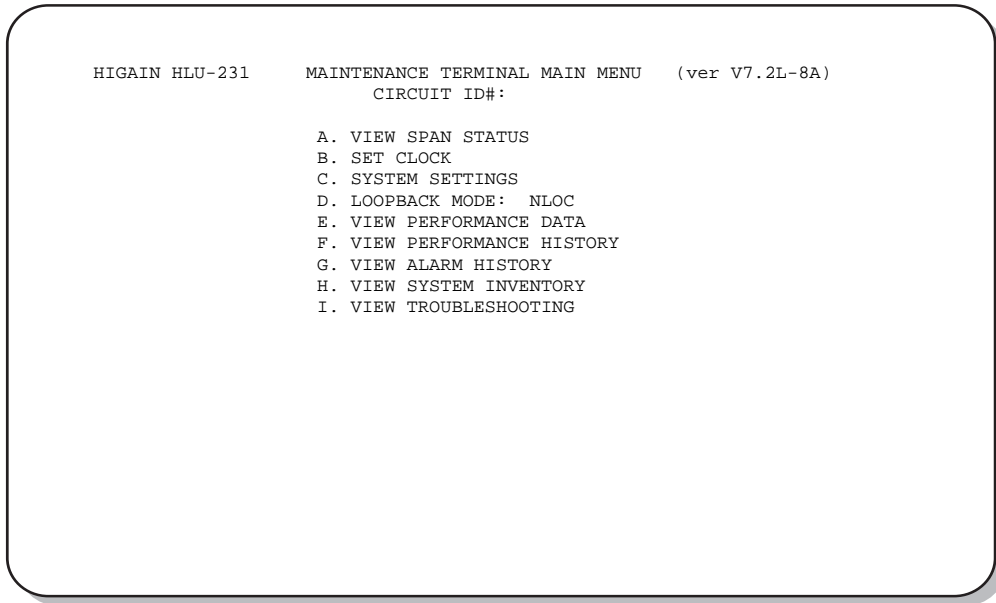 HIGAIN HLU-231 MAINTENANCE TERMINAL MAIN MENU (ver V7.2L-8A)
CIRCUIT ID#:
A. VIEW SPAN STATUS
B. SET CLOCK
C. SYSTEM SETTINGS
D. LOOPBACK MODE: NLOC
E. VIEW PERFORMANCE DATA
F. VIEW PERFORMANCE HISTORY
G. VIEW ALARM HISTORY
H. VIEW SYSTEM INVENTORY
I. VIEW TROUBLESHOOTING